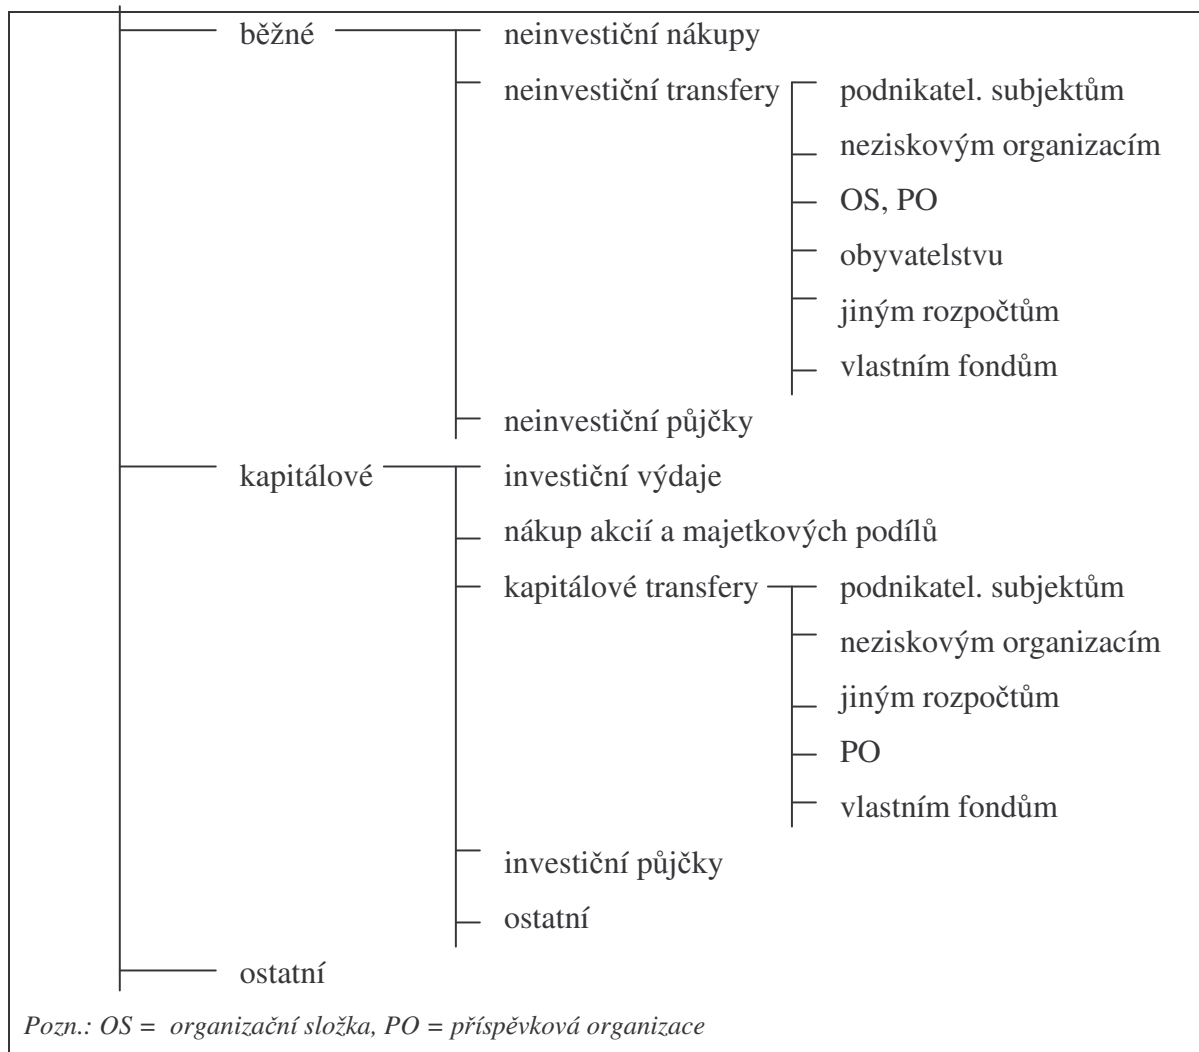 běžné neinvestiční nákupy
neinvestiční transfery podnikatel. subjektům
neziskovým organizacím
OS, PO
obyvatelstvu
jiným rozpočtům
vlastním fondům
neinvestiční půjčky
kapitálové investiční výdaje
nákup akcií a majetkových podílů
kapitálové transfery podnikatel. subjektům
neziskovým organizacím
jiným rozpočtům
PO
vlastním fondům
investiční půjčky
ostatní
ostatní
Pozn.: OS = organizační složka, PO = příspěvková organizace